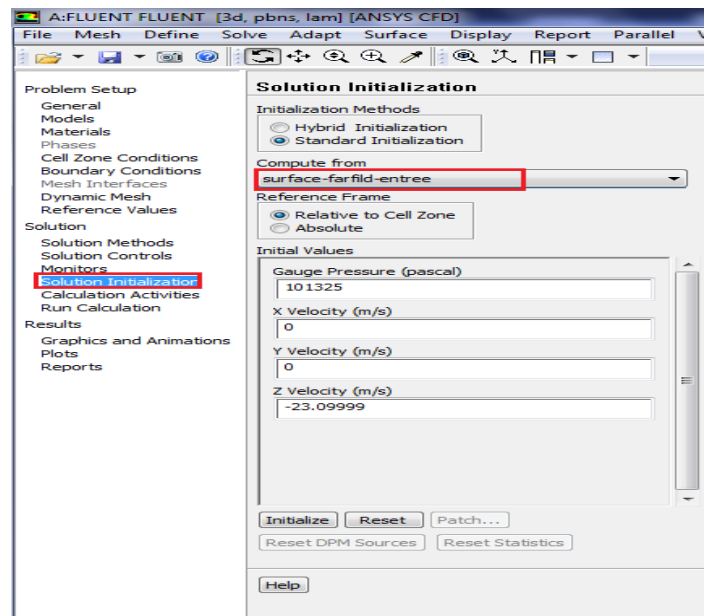 A:FLUENT FLUENT [3d, pbns, lam] [ANSYS CFD]
File Mesh Define Solve Adapt Surface Display Report Parallel V
Problem Setup
General
Models
Materials
Phases
Cell Zone Conditions
Boundary Conditions
Mesh Interfaces
Dynamic Mesh
Reference Values
Solution
Solution Methods
Solution Controls
Monitors
Solution Initialization
Calculation Activities
Run Calculation
Results
Graphics and Animations
Plots
Reports
Solution Initialization
Initialization Methods
Hybrid Initialization
Standard Initialization
Compute from
surface-farfild-entree
Reference Frame
Relative to Cell Zone
Absolute
Initial Values
Gauge Pressure (pascal)
101325
X Velocity (m/s)
0
Y Velocity (m/s)
0
Z Velocity (m/s)
-23.09999
Initialize Reset Patch...
Reset DPM Sources Reset Statistics
Help